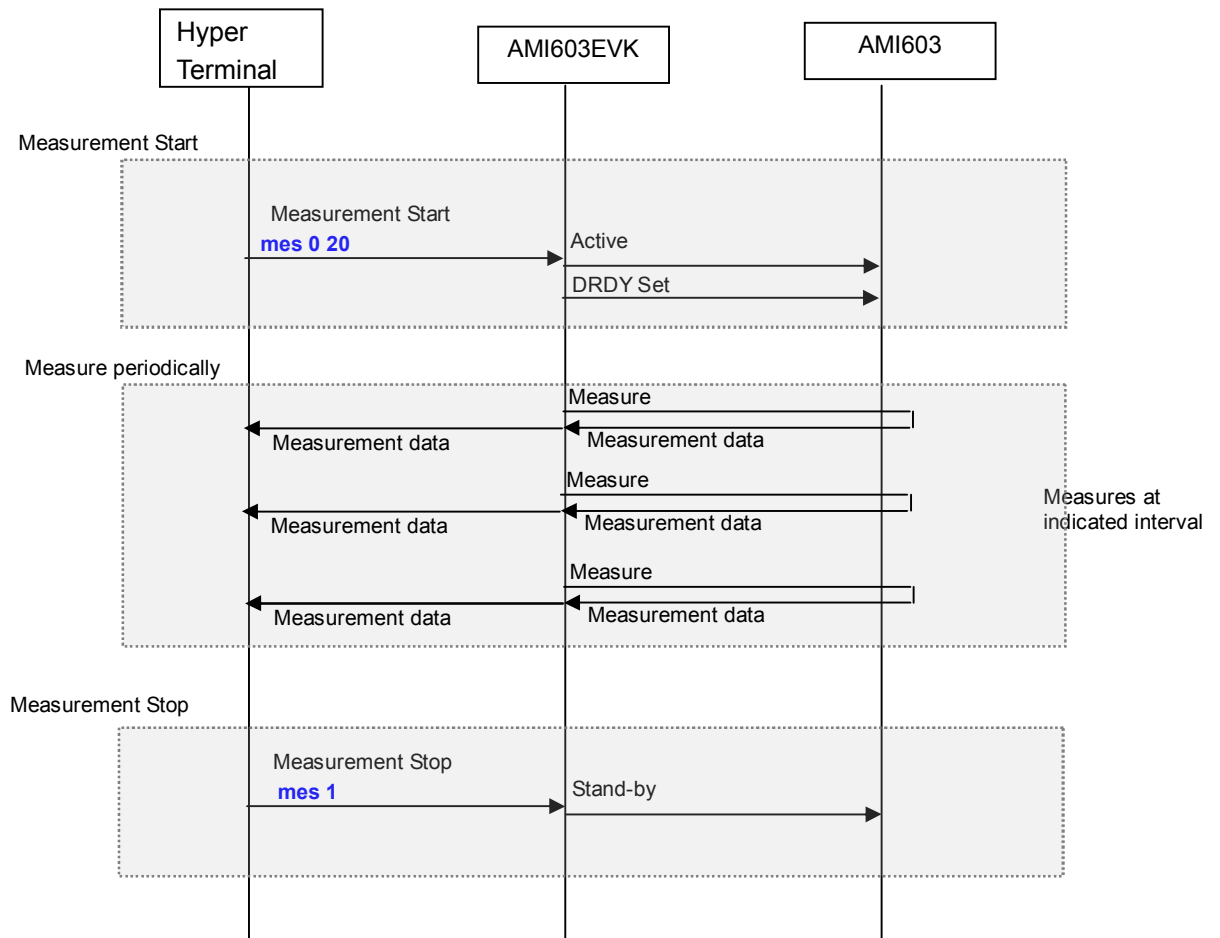 Hyper
Terminal
AMI603EVK
AMI603
Measurement Start
Measurement Start
mes 0 20
Active
DRDY Set
Measure periodically
Measure
Measurement data
Measurement data
Measure
Measurement data
Measurement data
Measures at
indicated interval
Measure
Measurement data
Measurement data
Measurement Stop
Measurement Stop
mes 1
Stand-by